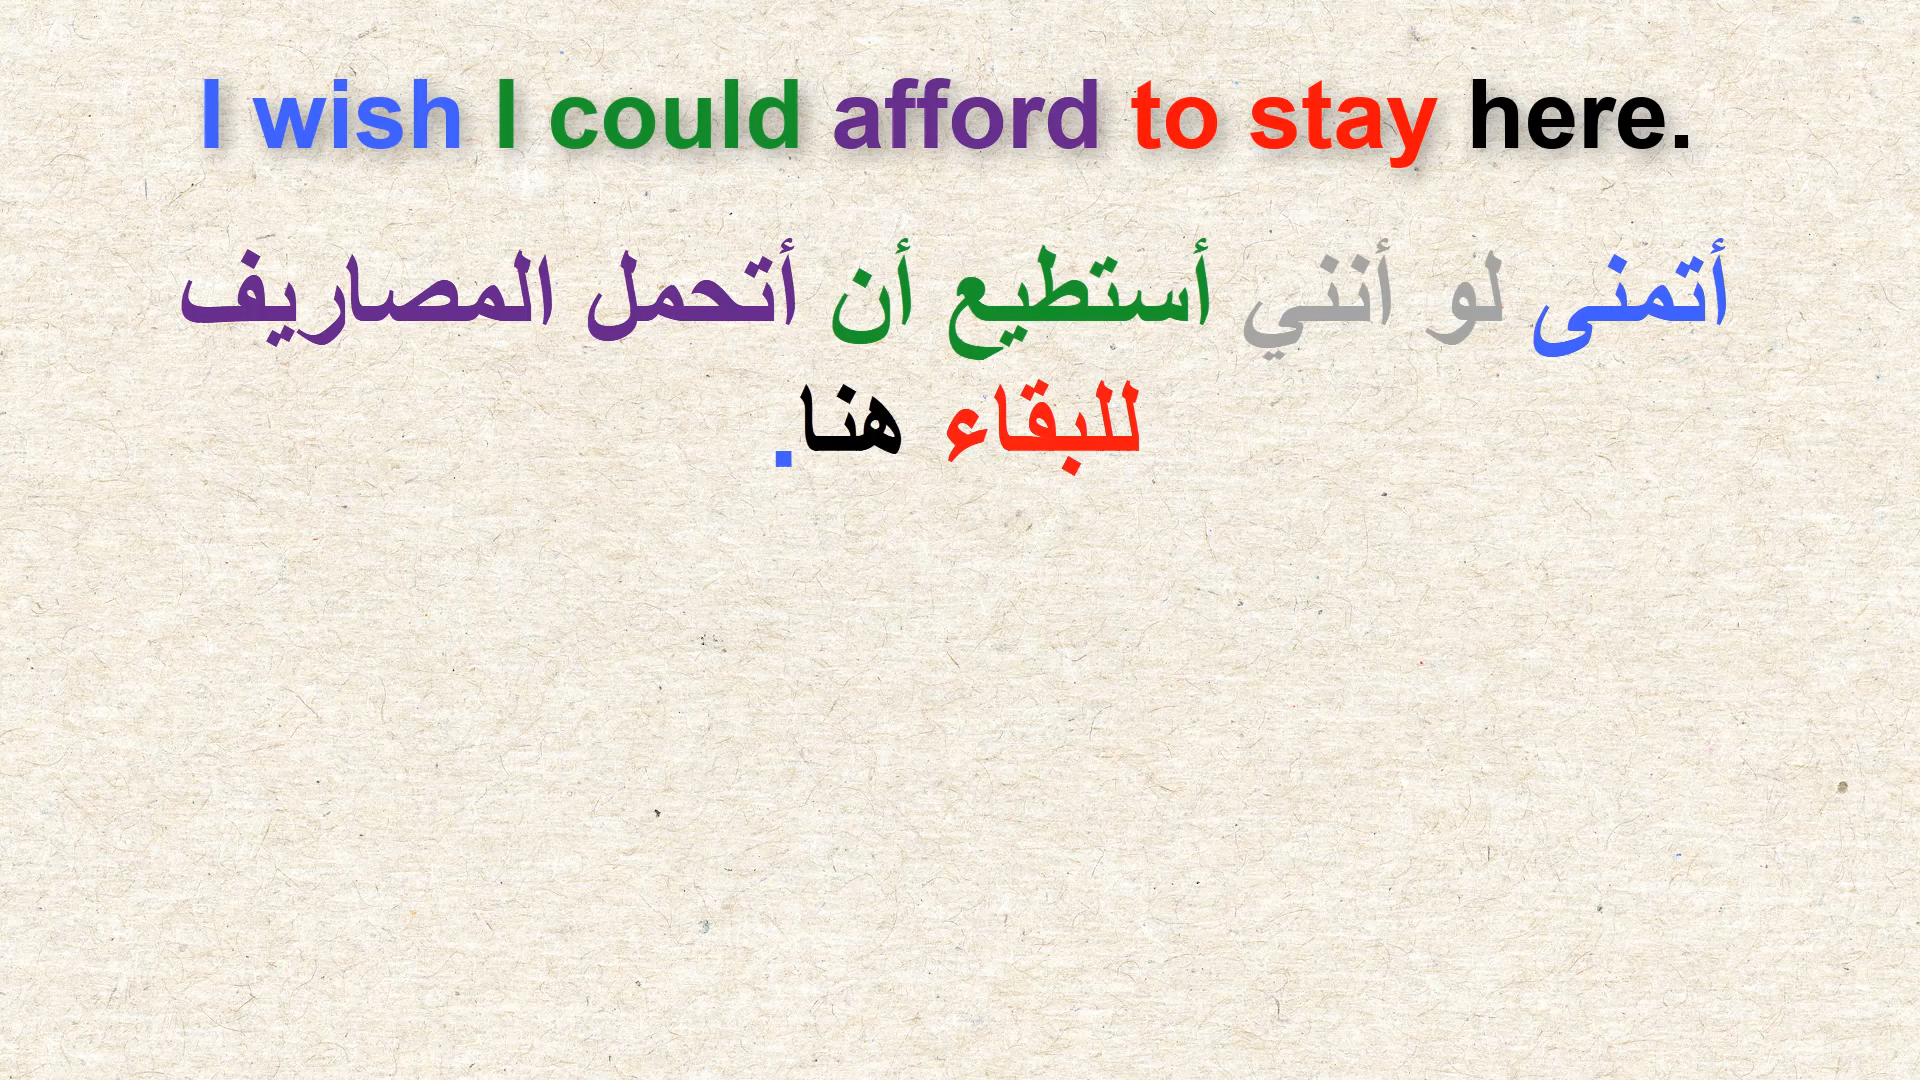 I wish I could afford to stay here.
أتمنى لو أنني أستطيع أن أتحمل المصاريف
للبقاء هنا.